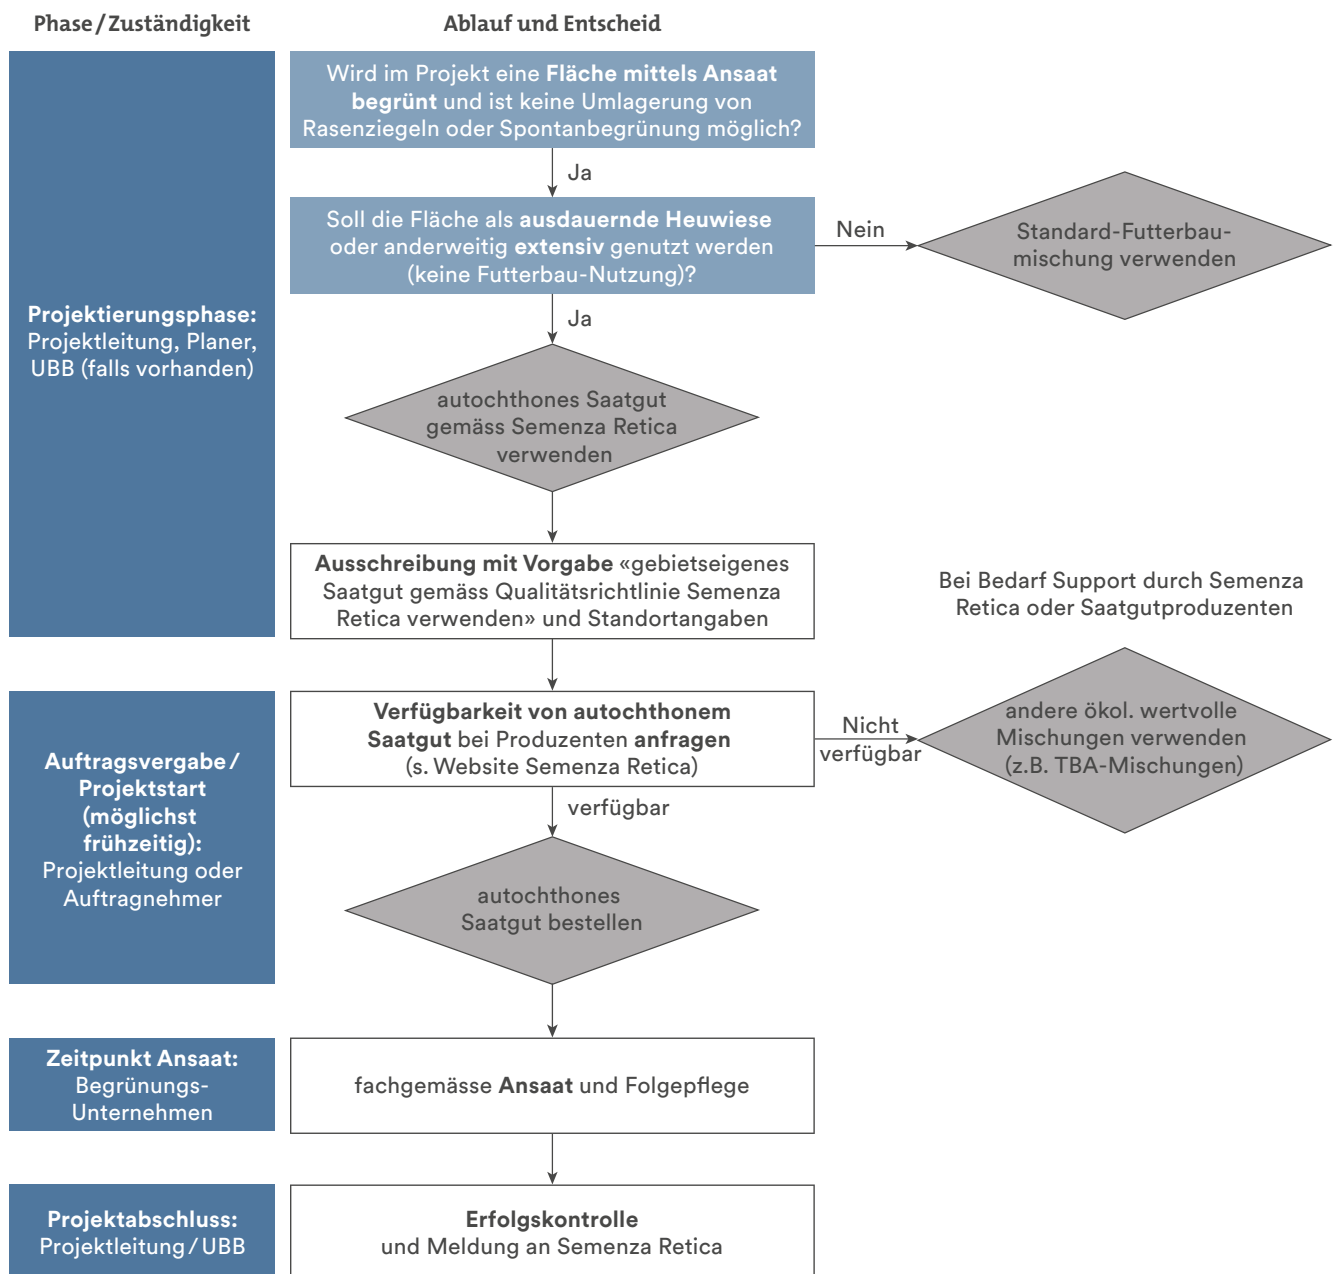 Phase / Zuständigkeit
Ablauf und Entscheid
Wird im Projekt eine Fläche mittels Ansaat
begrünt und ist keine Umlagerung von
Rasenziegeln oder Spontanbegrünung möglich?
Ja
Soll die Fläche als ausdauernde Heuwiese
oder anderweitig extensiv genutzt werden
(keine Futterbau-Nutzung)?
Nein
Standard-Futterbau-
mischung verwenden
Projektierungsphase:
Projektleitung, Planer,
UBB (falls vorhanden)
Ja
autochthones Saatgut
gemäss Semenza Retica
verwenden
Ausschreibung mit Vorgabe «gebietseigenes
Saatgut gemäss Qualitätsrichtlinie Semenza
Retica verwenden» und Standortangaben
Bei Bedarf Support durch Semenza
Retica oder Saatgutproduzenten
Auftragsvergabe /
Projektstart
(möglichst
frühzeitig):
Projektleitung oder
Auftragnehmer
Verfügbarkeit von autochthonem
Saatgut bei Produzenten anfragen
(s. Website Semenza Retica)
Nicht
verfügbar
andere ökol. wertvolle
Mischungen verwenden
(z.B. TBA-Mischungen)
verfügbar
autochthones
Saatgut bestellen
Zeitpunkt Ansaat:
Begrünungs-
Unternehmen
fachgemässe Ansaat und Folgepflege
Projektabschluss:
Projektleitung / UBB
Erfolgskontrolle
und Meldung an Semenza Retica